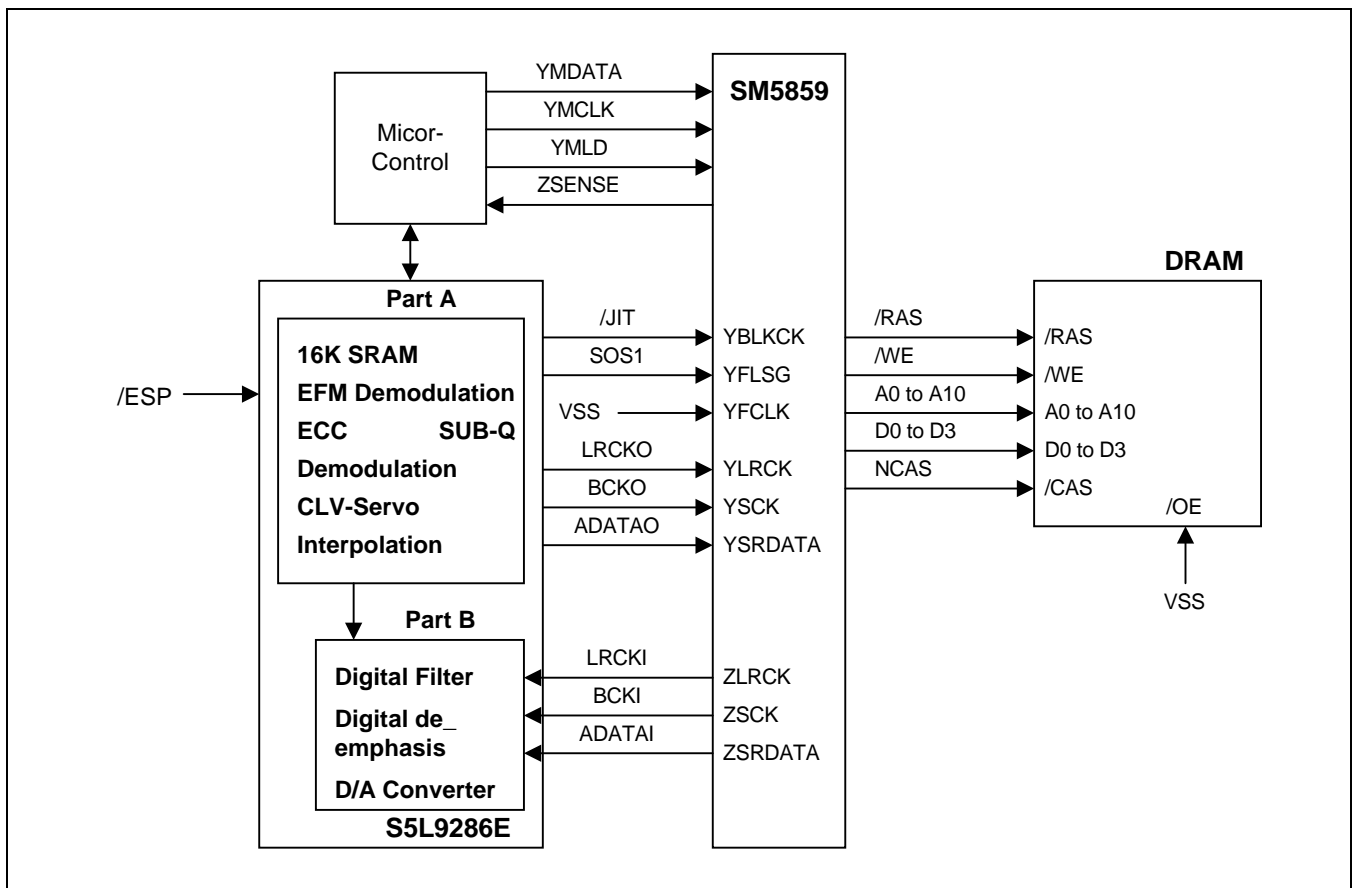 YMDATA
YMCLK
YMLD
ZSENSE
Micor-
Control
SM5859
/ESP
Part A
16K SRAM
EFM Demodulation
ECC SUB-Q
Demodulation
CLV-Servo
Interpolation
/JIT
SOS1
VSS
LRCKO
BCKO
ADATAO
YBLKCK
YFLSG
YFCLK
YLRCK
YSCK
YSRDATA
/RAS
/WE
A0 to A10
D0 to D3
NCAS
DRAM
/RAS
/WE
A0 to A10
D0 to D3
/CAS
/OE
VSS
Part B
Digital Filter
Digital de_
emphasis
D/A Converter
S5L9286E
LRCKI
BCKI
ADATAI
ZLRCK
ZSCK
ZSRDATA